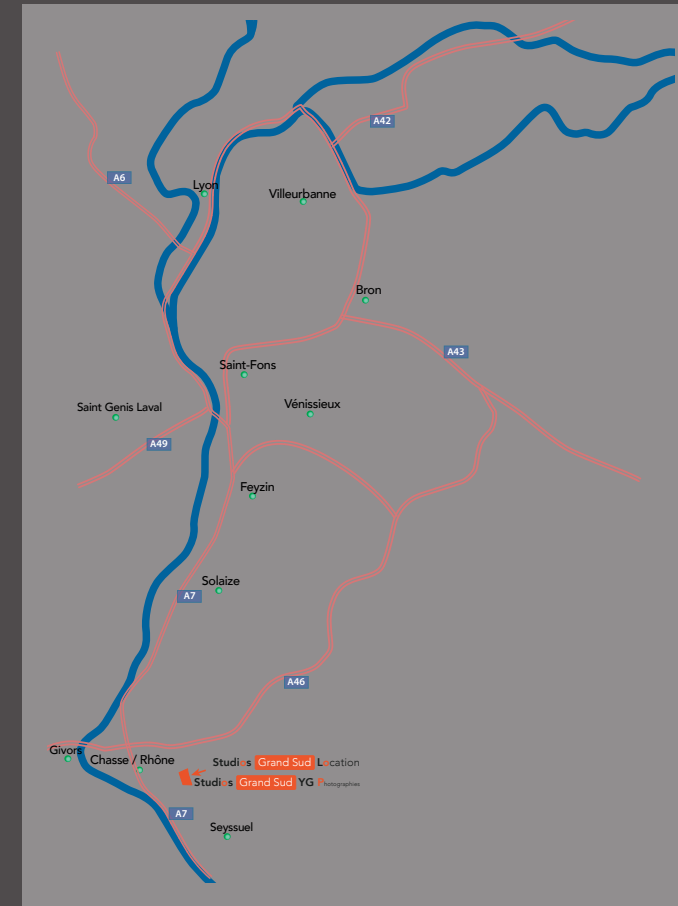 A42
A6
Lyon
Villeurbanne
Bron
A43
Saint-Fons
Saint Genis Laval
Vénissieux
A49
Feyzin
Solaize
A7
A46
Givors
Chasse / Rhône
Studios Grand Sud Location
Studios Grand Sud YG Photographies
A7
Seyssuel